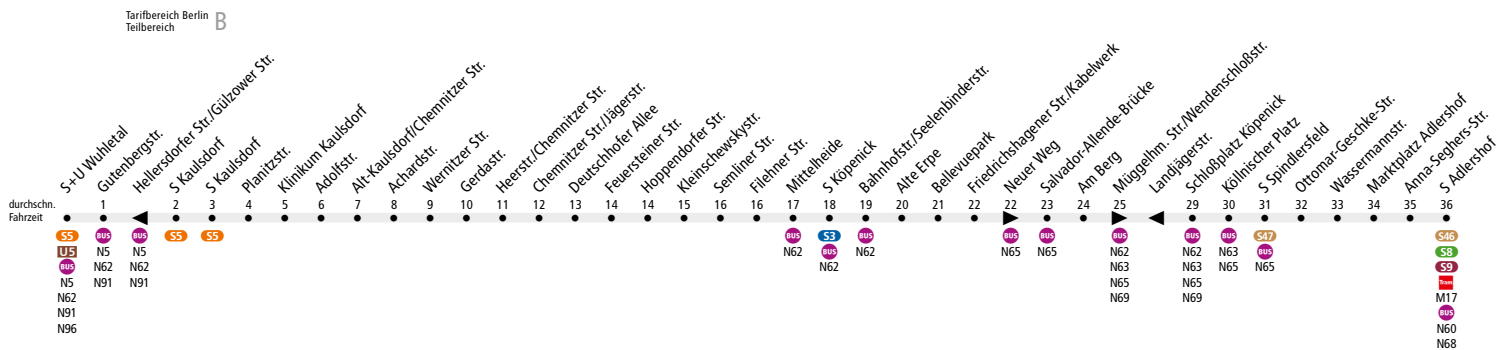 Tarifbereich Berlin
Teilbereich
B
S+U Wuhletal
Gutenbergstr.
Hellersdorfer Str./Gülzower Str.
S Kaulsdorf
S Kaulsdorf
Planitzstr.
Klinikum Kaulsdorf
Adolfstr.
Alt-Kaulsdorf/Chemnitzer Str.
Achardstr.
Wernitzer Str.
Gerdastr.
Heerstr./Chemnitzer Str.
Chemnitzer Str./Jägerstr.
Deutschhofer Allee
Feuersteiner Str.
Hoppendorfer Str.
Kleinschewskystr.
Semliner Str.
Filehner Str.
Mittelheide
S Köpenick
Bahnhofstr./Seelenbinderstr.
Alte Erpe
Bellevuepark
Friedrichshagener Str./Kabelwerk
Neuer Weg
Salvador-Allende-Brücke
Am Berg
Müggelhm. Str./Wendenschloßstr.
Landjägerstr.
Schloßplatz Köpenick
Köllnischer Platz
S Spindlersfeld
Ottomar-Geschke-Str.
Wassermannstr.
Marktplatz Adlershof
Anna-Seghers-Str.
S Adlershof
durchschn. 1 2 3 4 5 6 7 8 9 10 11 12 13 14 14 15 16 16 17 18 19 20 21 22 22 23 24 25 29 30 31 32 33 34 35 36
Fahrzeit
S5 BUS BUS S5 S5 BUS S3 BUS BUS BUS BUS BUS BUS S47 S46
U5 N5 N5 N62 BUS N62 N65 N65 N62 N62 N63 BUS S8
BUS N62 N62 N62 N63 N63 N65 N65 S9
N5 N91 N91 N65 N65 Tram
N62 N69 N69 M17
N91 BUS
N96 N60
N68